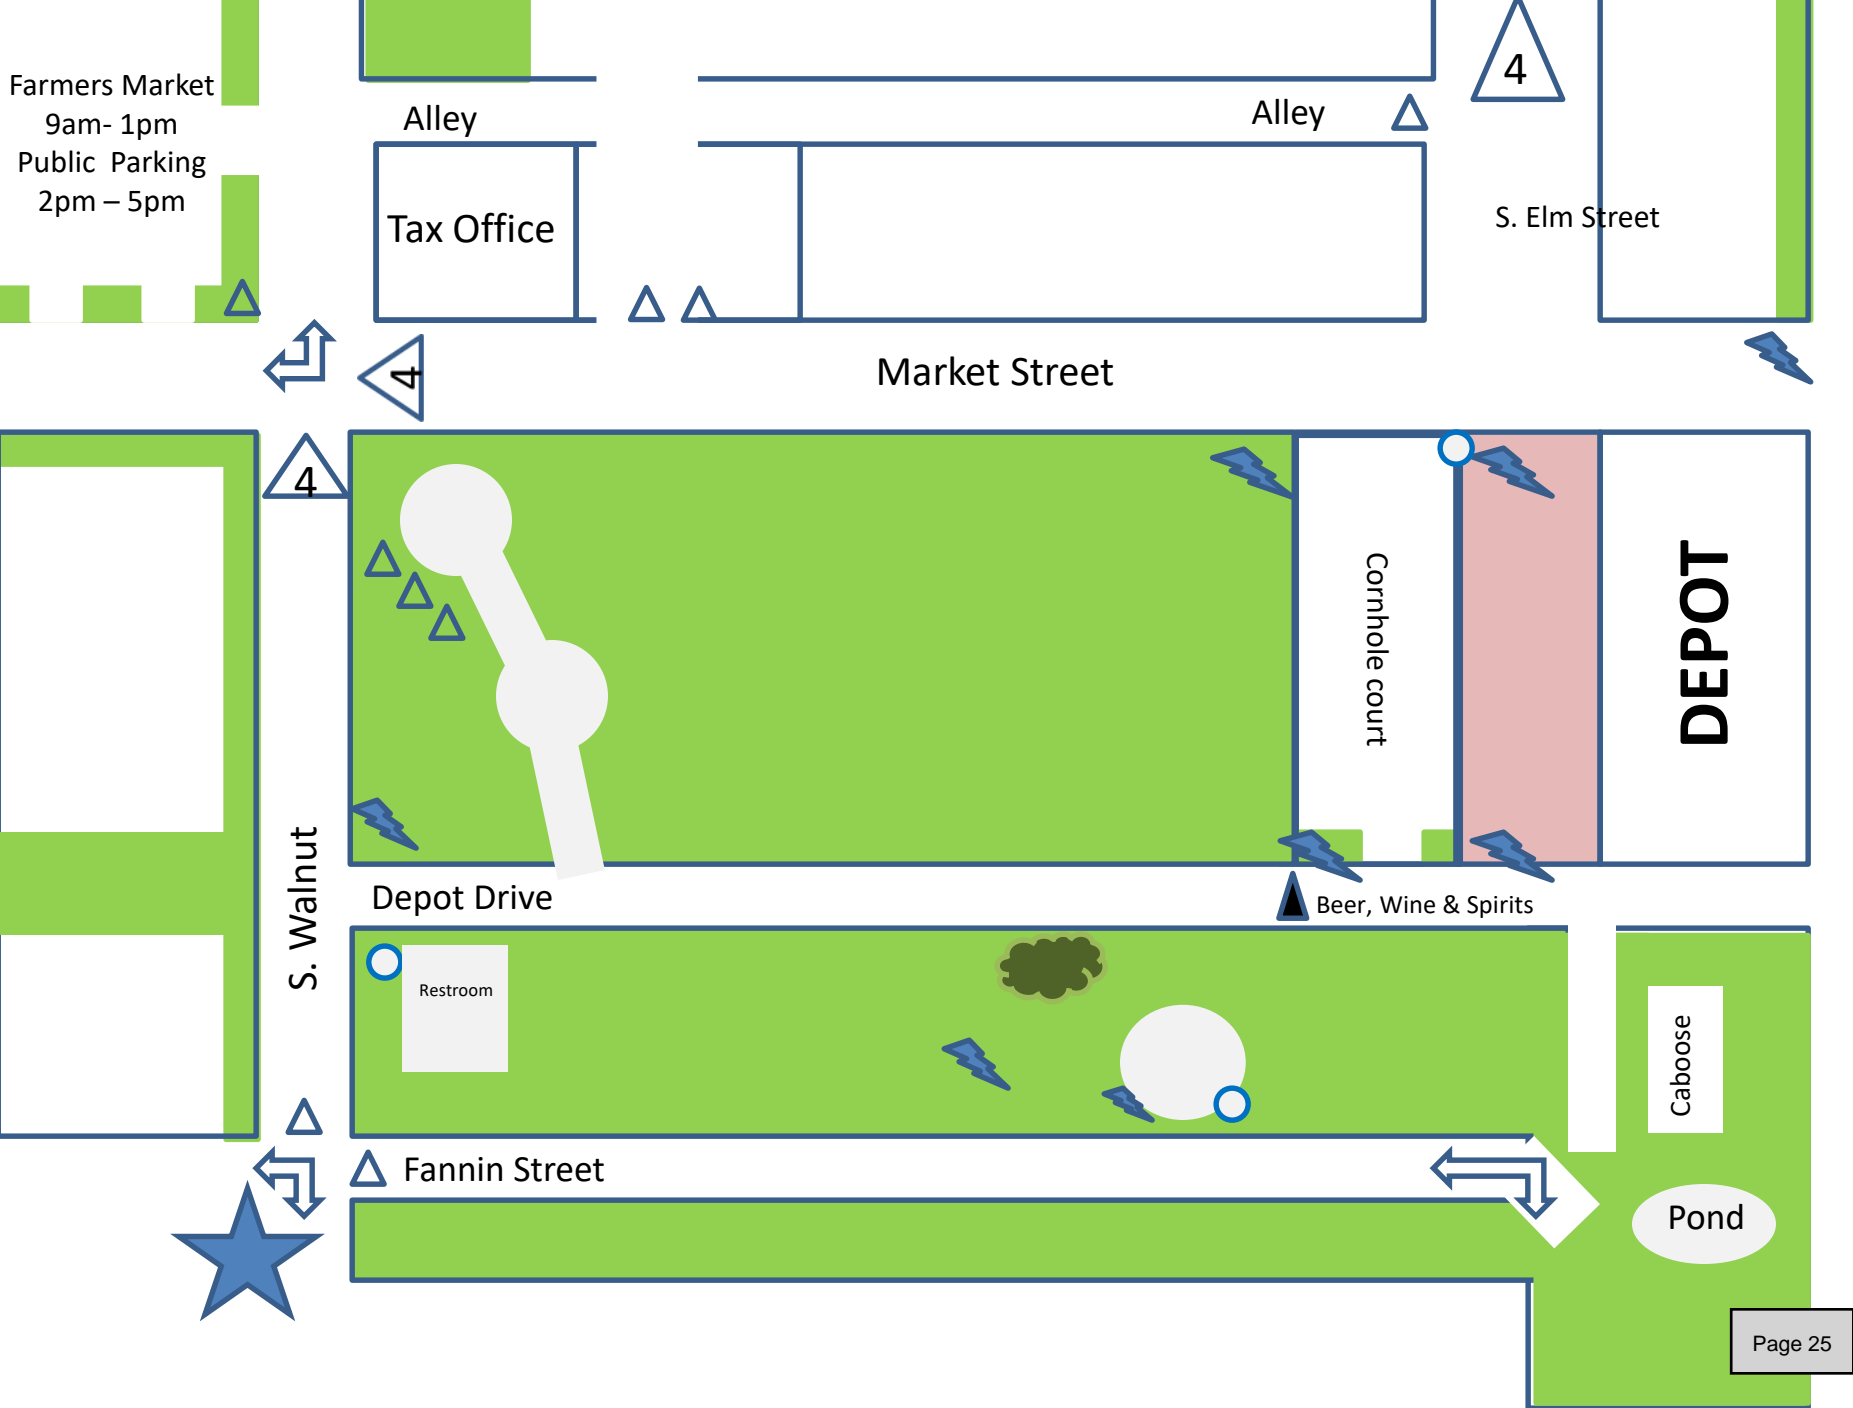 Farmers Market
9am- 1pm
Public Parking
2pm – 5pm
4
Alley
Alley
Tax Office
S. Elm Street
4
Market Street
4
Cornhole court
DEPOT
S. Walnut
Depot Drive
Beer, Wine & Spirits
Restroom
Caboose
Fannin Street
Pond
Page 25